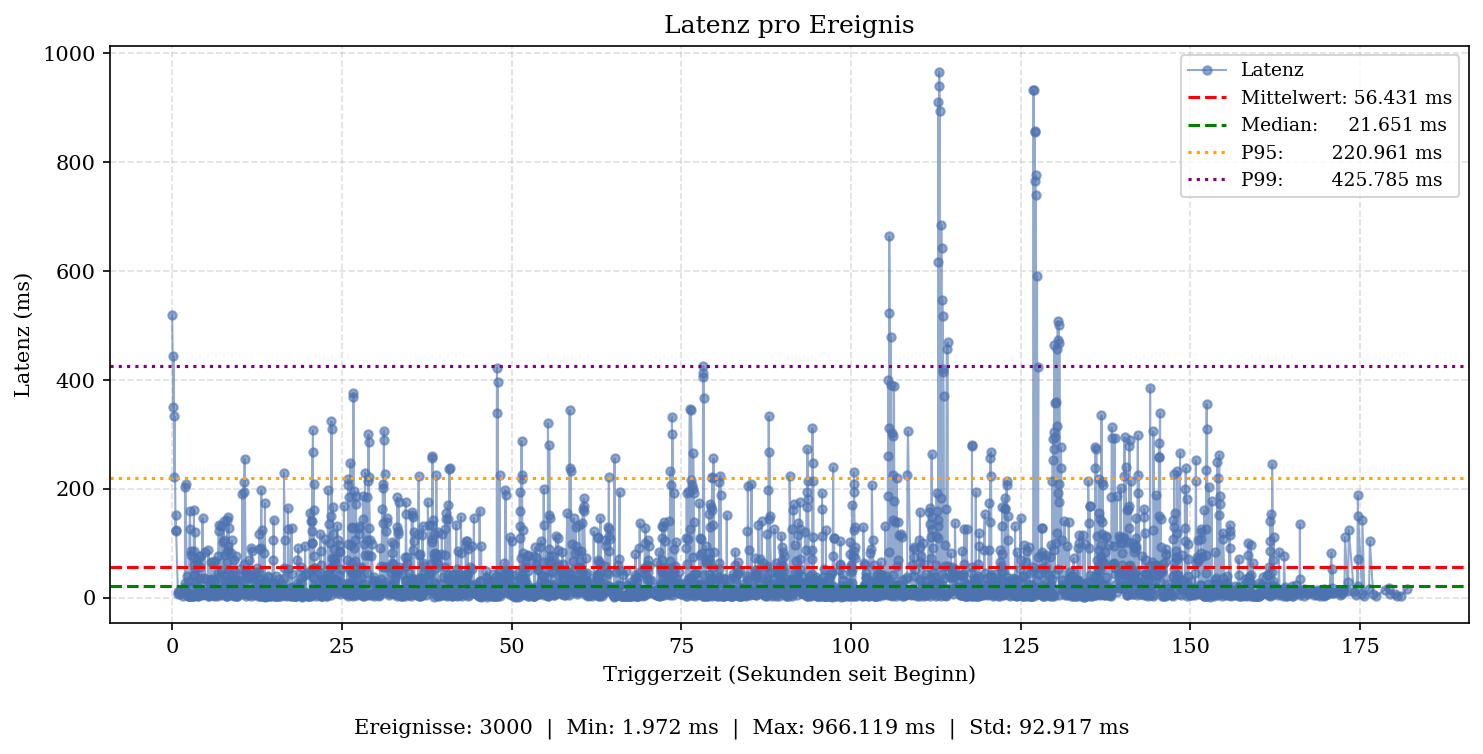 Latenz pro Ereignis
1000
800
600
400
200
0
Latenz (ms)
Latenz
Mittelwert: 56.431 ms
Median: 21.651 ms
P95: 220.961 ms
P99: 425.785 ms
0 25 50 75 100 125 150 175
Triggerzeit (Sekunden seit Beginn)
Ereignisse: 3000 | Min: 1.972 ms | Max: 966.119 ms | Std: 92.917 ms